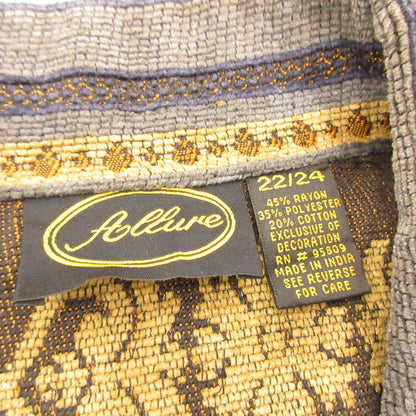 Allure
22/24
45% RAYON
35% POLYESTER
20% COTTON
EXCLUSIVE OF
DECORATION
RN # 95809
MADE IN INDIA
SEE REVERSE
FOR CARE